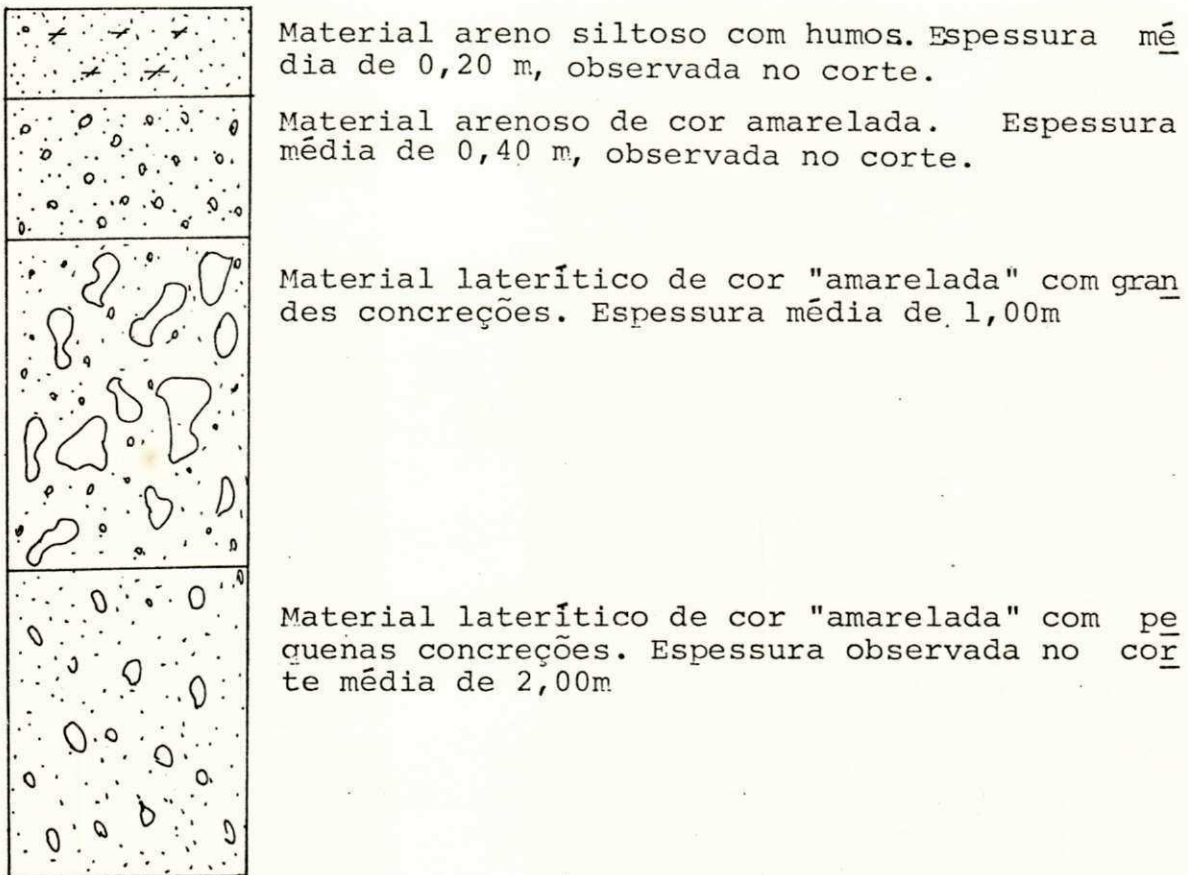 Material areno siltoso com humos. Espessura mé
dia de 0,20 m, observada no corte.
Material arenoso de cor amarelada. Espessura
média de 0,40 m, observada no corte.
Material laterítico de cor "amarelada" com gran
des concreções. Espessura média de 1,00m
Material laterítico de cor "amarelada" com pe
quenas concreções. Espessura observada no cor
te média de 2,00m